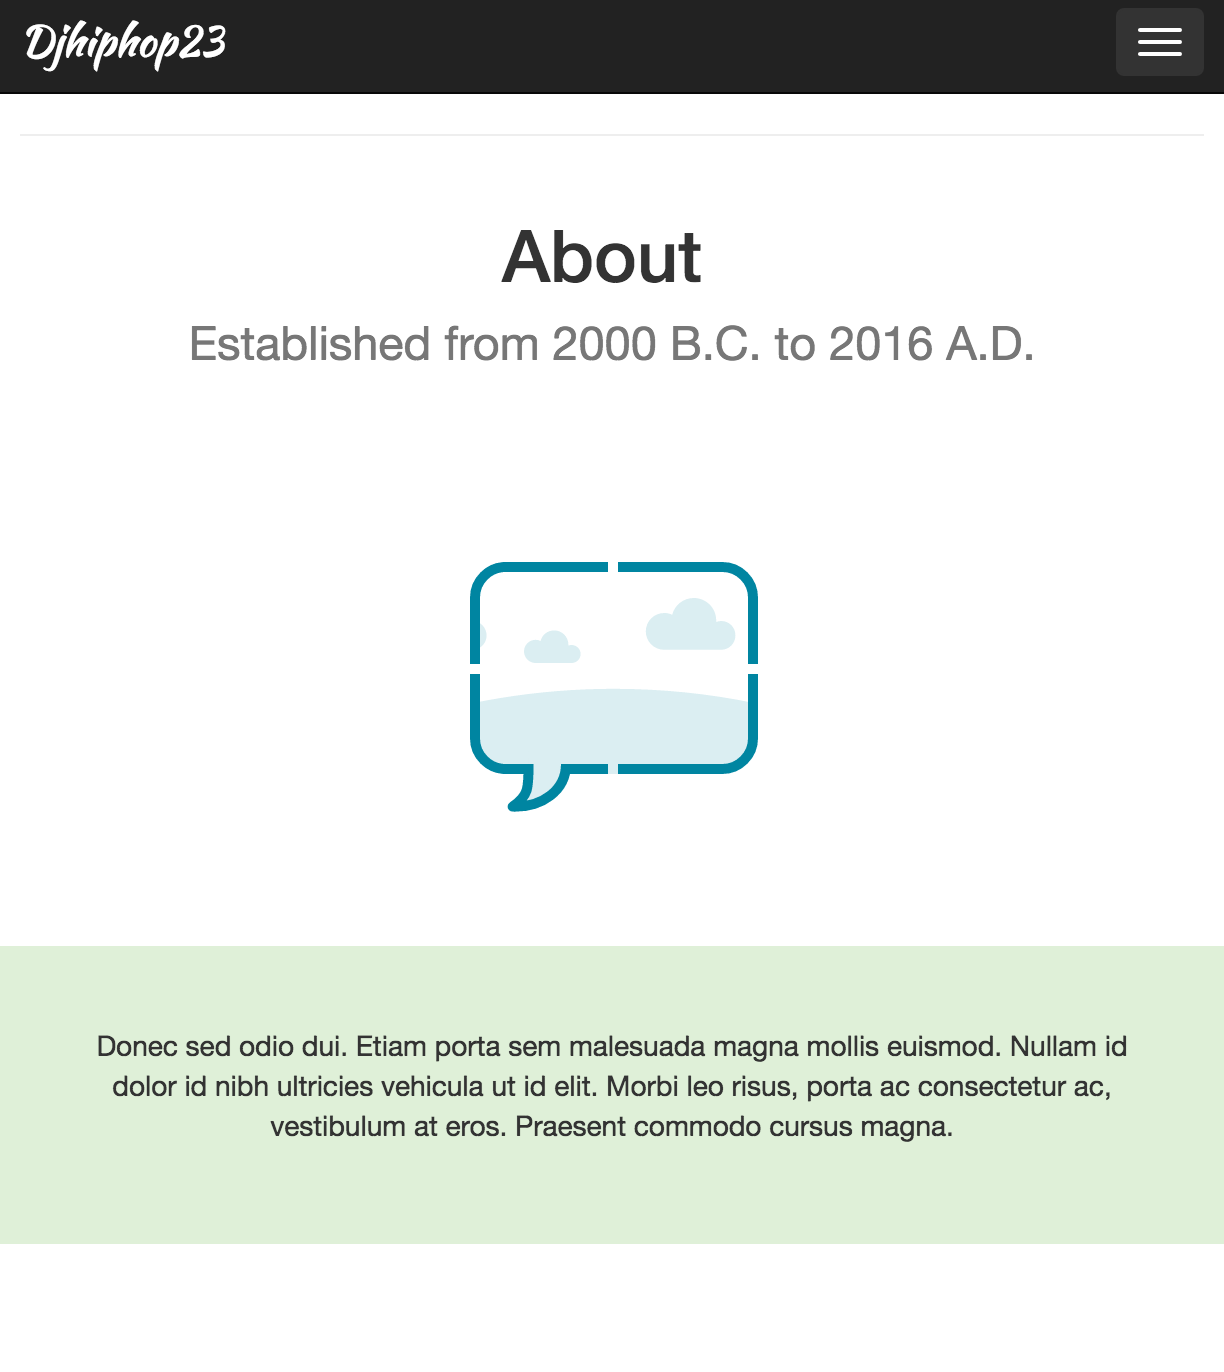 Djhiphop23
About
Established from 2000 B.C. to 2016 A.D.
Donec sed odio dui. Etiam porta sem malesuada magna mollis euismod. Nullam id
dolor id nibh ultricies vehicula ut id elit. Morbi leo risus, porta ac consectetur ac,
vestibulum at eros. Praesent commodo cursus magna.